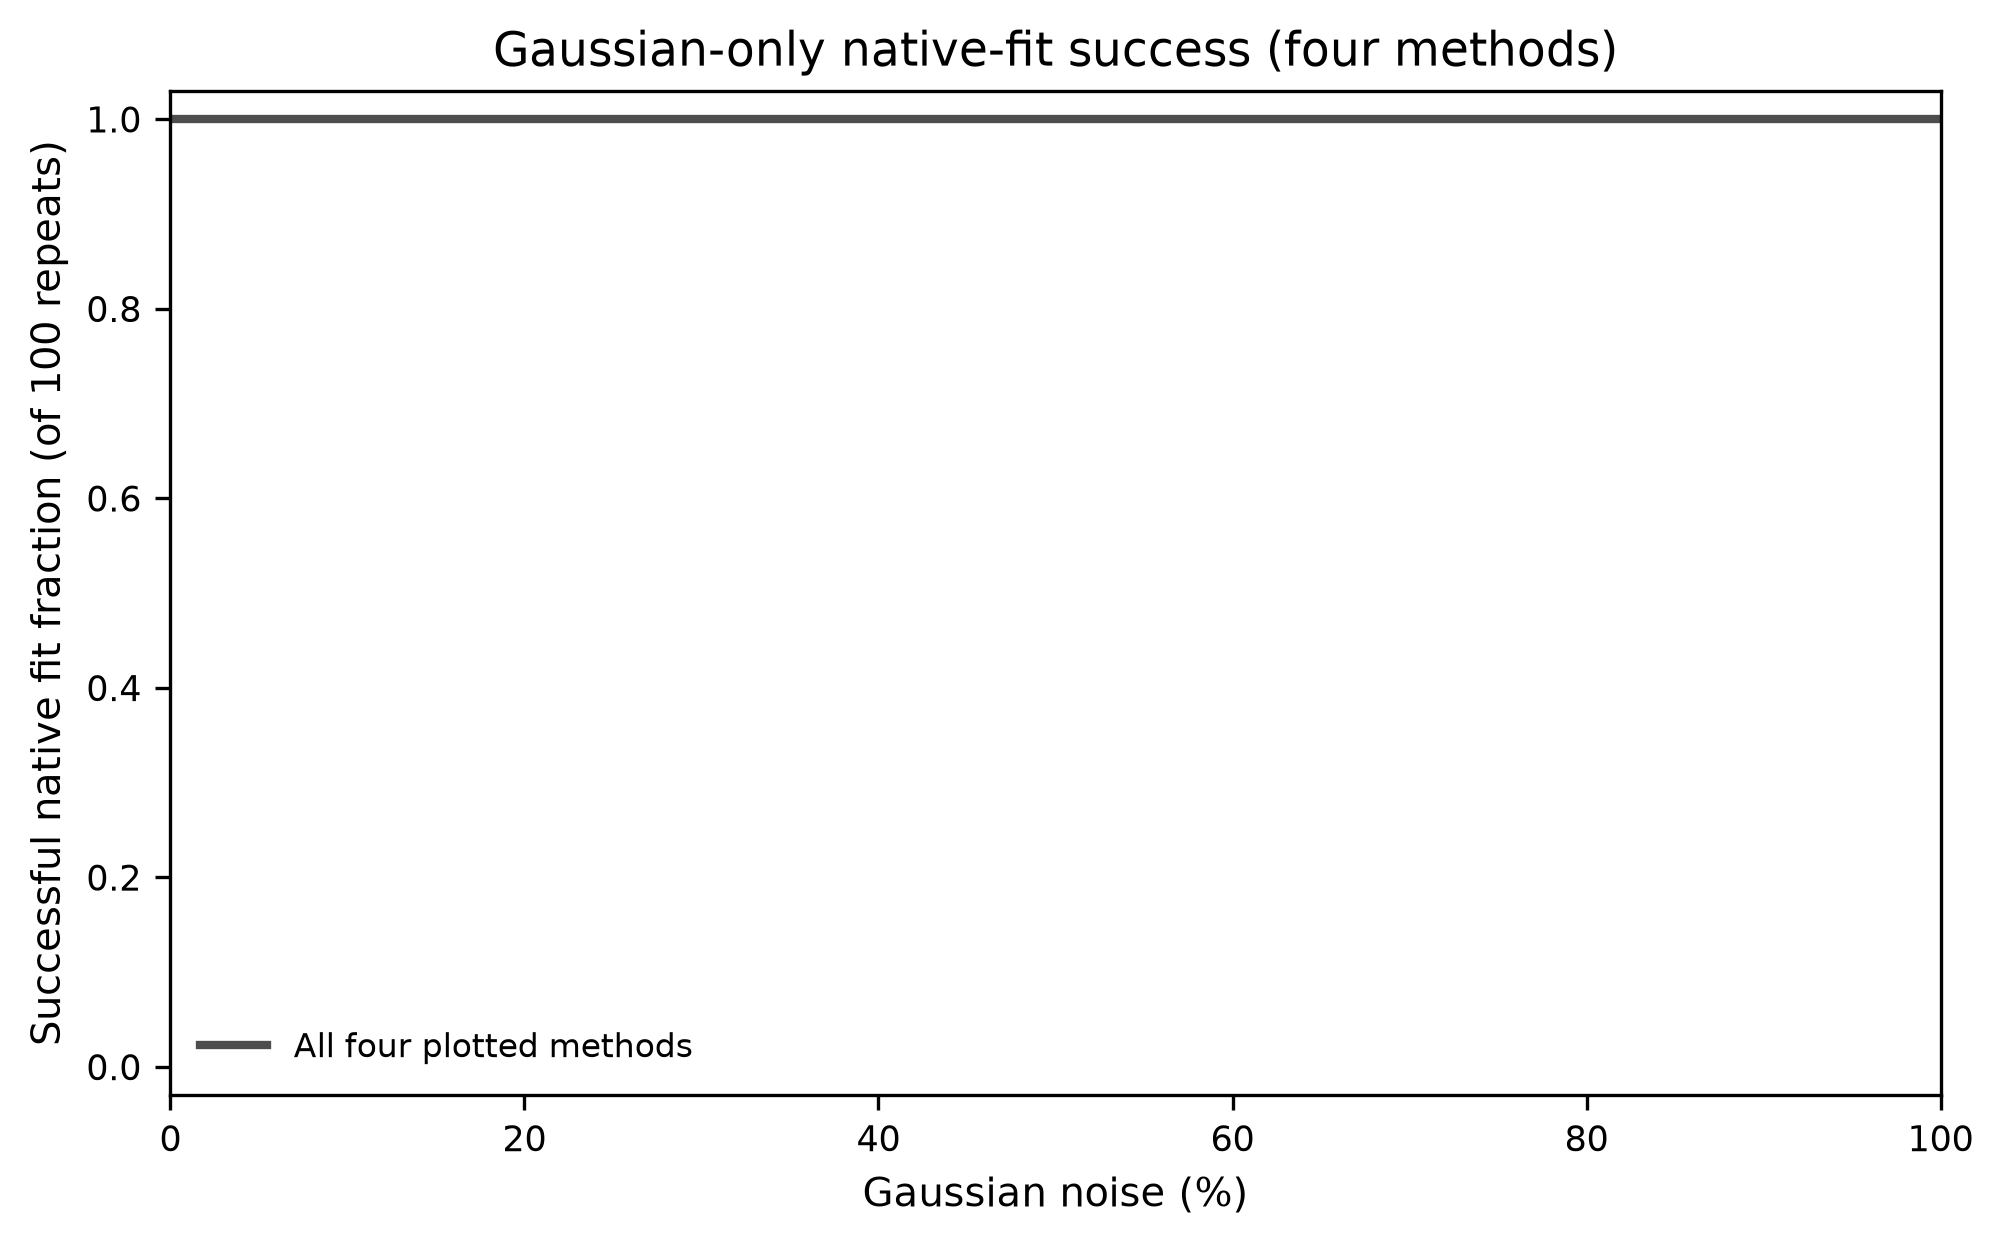 Gaussian-only native-fit success (four methods)
Successful native fit fraction (of 100 repeats)
1.0
0.8
0.6
0.4
0.2
0.0
All four plotted methods
0 20 40 60 80 100
Gaussian noise (%)